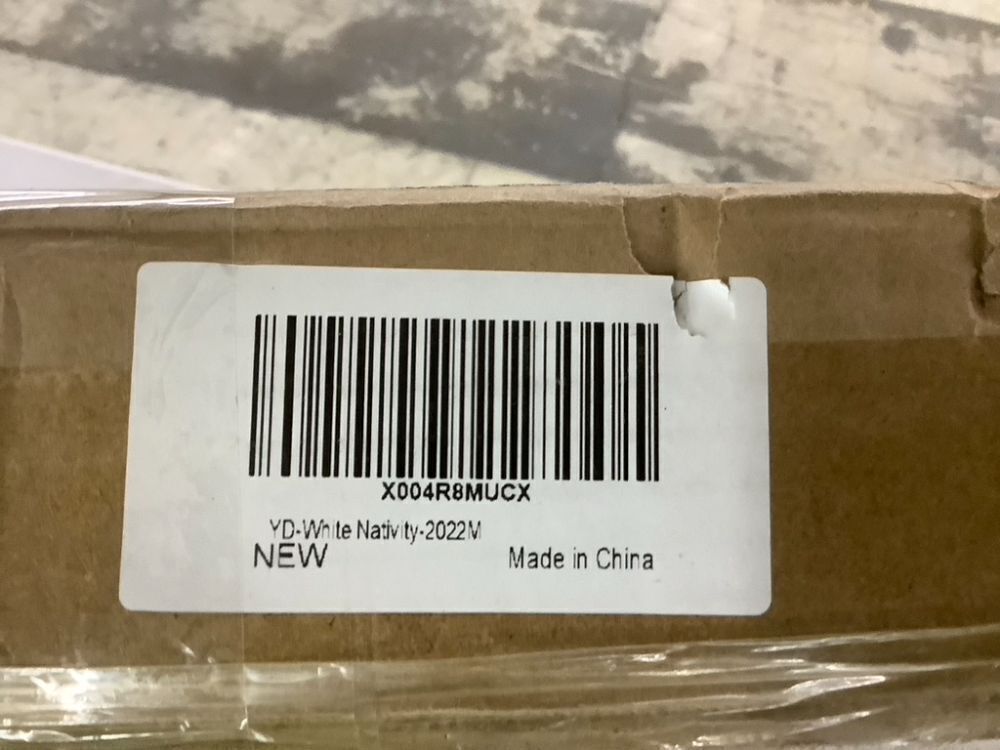 X004R8MUCX
YD-White Nativity-2022M
NEW
Made in China